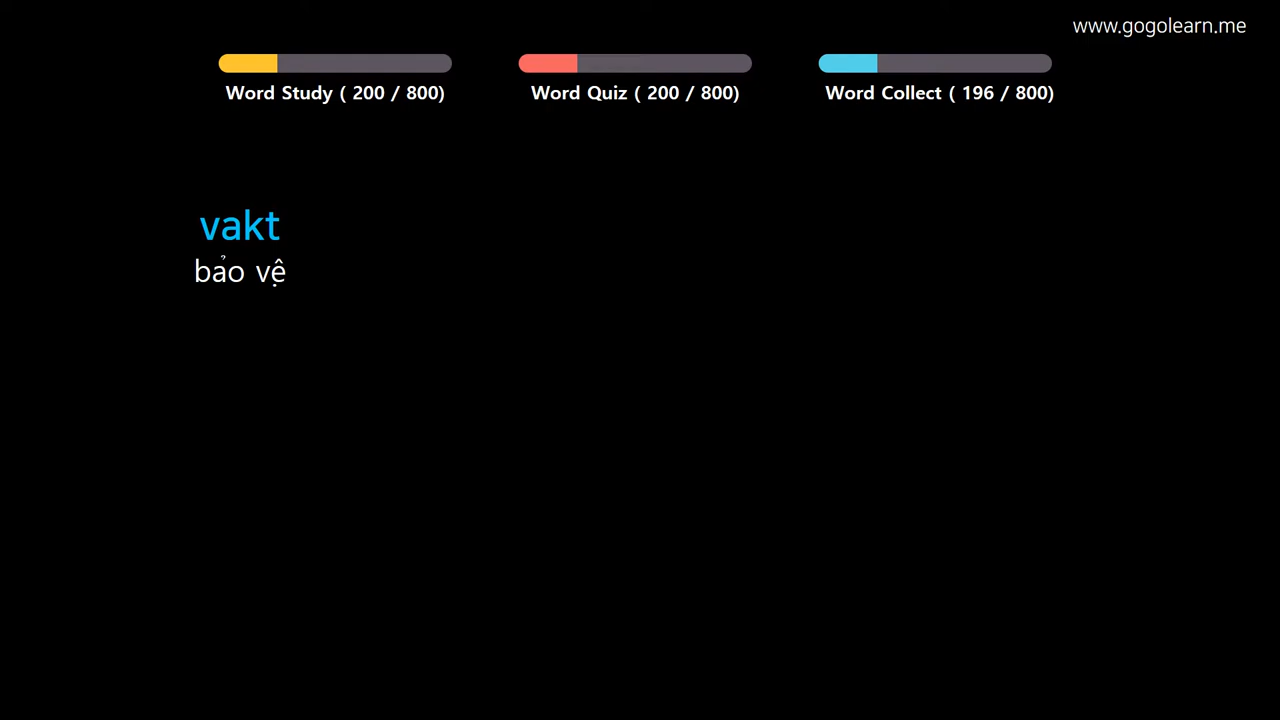 www.gogolearn.me
Word Study ( 200 / 800)
Word Quiz ( 200 / 800)
Word Collect ( 196 / 800)
vakt
bảo vệ